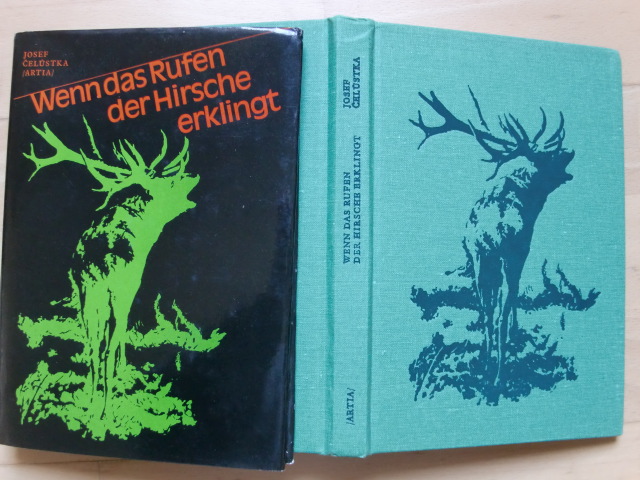 JOSEF
ČELŮSTKA
/ARTIA/
Wenn das Rufen
der Hirsche
erklingt
JOSEF
ČELŮSTKA
WENN DAS RUFEN
DER HIRSCHE ERKLINGT
/ARTIA/